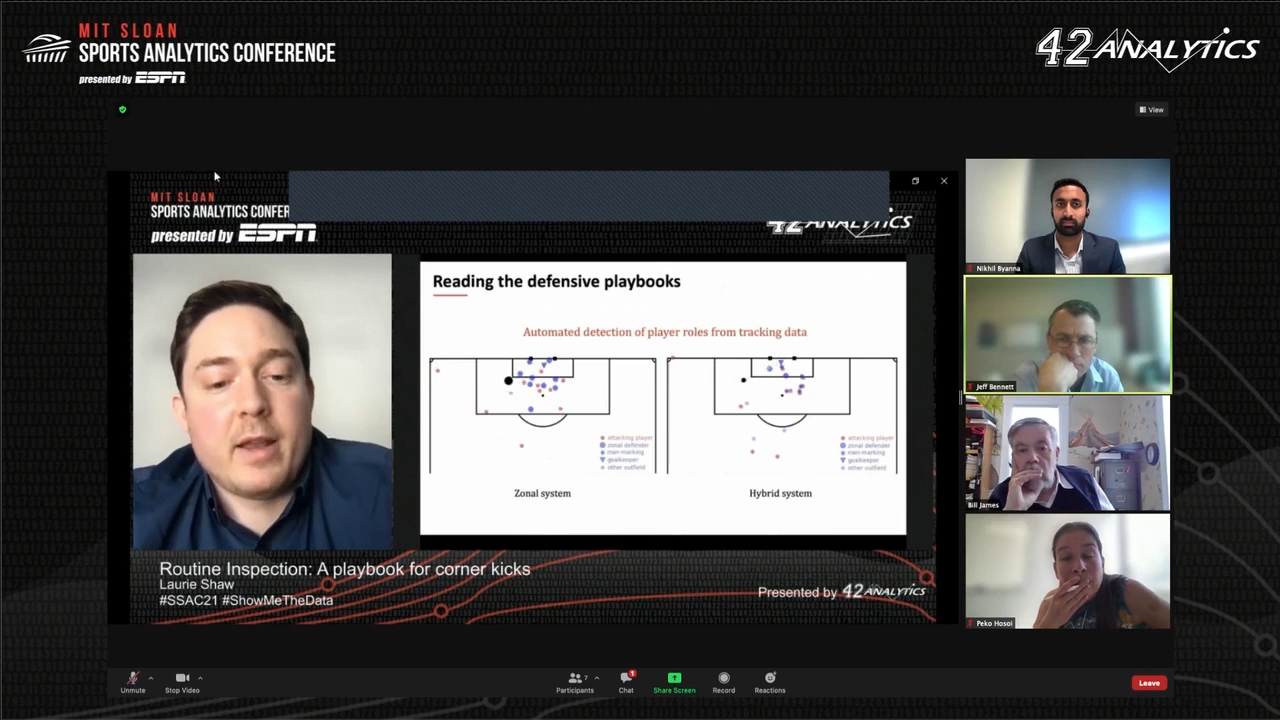 MIT SLOAN
SPORTS ANALYTICS CONFERENCE
presented by ESPN
42 ANALYTICS
View
MIT SLOAN
SPORTS ANALYTICS CONFER
presented by ESPN
42 ANALYTICS
Reading the defensive playbooks
Automated detection of player roles from tracking data
attacking player
zonal defender
man-marking
goalkeeper
other outfield
attacking player
zonal defender
man-marking
goalkeeper
other outfield
Zonal system
Hybrid system
Nikhil Byanna
Jeff Bennett
Bill James
Peko Hosoi
Routine Inspection: A playbook for corner kicks
Laurie Shaw
#SSAC21 #ShowMeTheData
Presented by 42 ANALYTICS
Unmute
Stop Video
Participants
7
Chat
1
Share Screen
Record
Reactions
Leave